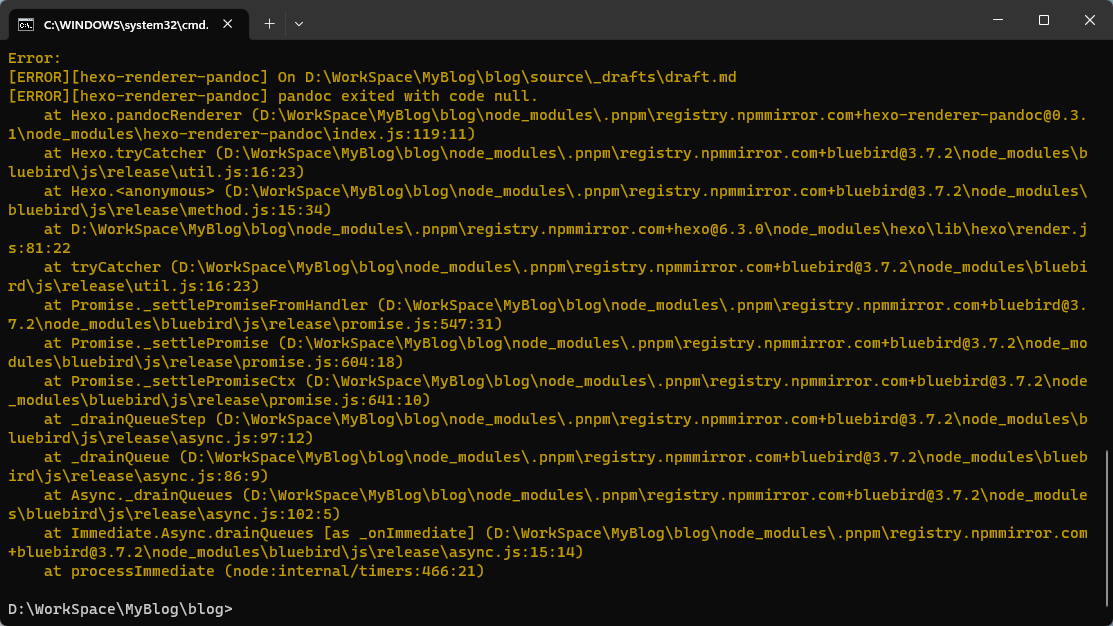 C:\WINDOWS\system32\cmd.
Error:
[ERROR][hexo-renderer-pandoc] On D:\WorkSpace\MyBlog\blog\source\_drafts\draft.md
[ERROR][hexo-renderer-pandoc] pandoc exited with code null.
    at Hexo.pandocRenderer (D:\WorkSpace\MyBlog\blog\node_modules\.pnpm\registry.npmmirror.com+hexo-renderer-pandoc@0.3.
1\node_modules\hexo-renderer-pandoc\index.js:119:11)
    at Hexo.tryCatcher (D:\WorkSpace\MyBlog\blog\node_modules\.pnpm\registry.npmmirror.com+bluebird@3.7.2\node_modules\b
luebird\js\release\util.js:16:23)
    at Hexo.<anonymous> (D:\WorkSpace\MyBlog\blog\node_modules\.pnpm\registry.npmmirror.com+bluebird@3.7.2\node_modules\
bluebird\js\release\method.js:15:34)
    at D:\WorkSpace\MyBlog\blog\node_modules\.pnpm\registry.npmmirror.com+hexo@6.3.0\node_modules\hexo\lib\hexo\render.j
s:81:22
    at tryCatcher (D:\WorkSpace\MyBlog\blog\node_modules\.pnpm\registry.npmmirror.com+bluebird@3.7.2\node_modules\bluebi
rd\js\release\util.js:16:23)
    at Promise._settlePromiseFromHandler (D:\WorkSpace\MyBlog\blog\node_modules\.pnpm\registry.npmmirror.com+bluebird@3.
7.2\node_modules\bluebird\js\release\promise.js:547:31)
    at Promise._settlePromise (D:\WorkSpace\MyBlog\blog\node_modules\.pnpm\registry.npmmirror.com+bluebird@3.7.2\node_mo
dules\bluebird\js\release\promise.js:604:18)
    at Promise._settlePromiseCtx (D:\WorkSpace\MyBlog\blog\node_modules\.pnpm\registry.npmmirror.com+bluebird@3.7.2\node
_modules\bluebird\js\release\promise.js:641:10)
    at _drainQueueStep (D:\WorkSpace\MyBlog\blog\node_modules\.pnpm\registry.npmmirror.com+bluebird@3.7.2\node_modules\b
luebird\js\release\async.js:97:12)
    at _drainQueue (D:\WorkSpace\MyBlog\blog\node_modules\.pnpm\registry.npmmirror.com+bluebird@3.7.2\node_modules\blueb
ird\js\release\async.js:86:9)
    at Async._drainQueues (D:\WorkSpace\MyBlog\blog\node_modules\.pnpm\registry.npmmirror.com+bluebird@3.7.2\node_module
s\bluebird\js\release\async.js:102:5)
    at Immediate.Async.drainQueues [as _onImmediate] (D:\WorkSpace\MyBlog\blog\node_modules\.pnpm\registry.npmmirror.com
+bluebird@3.7.2\node_modules\bluebird\js\release\async.js:15:14)
    at processImmediate (node:internal/timers:466:21)
D:\WorkSpace\MyBlog\blog>